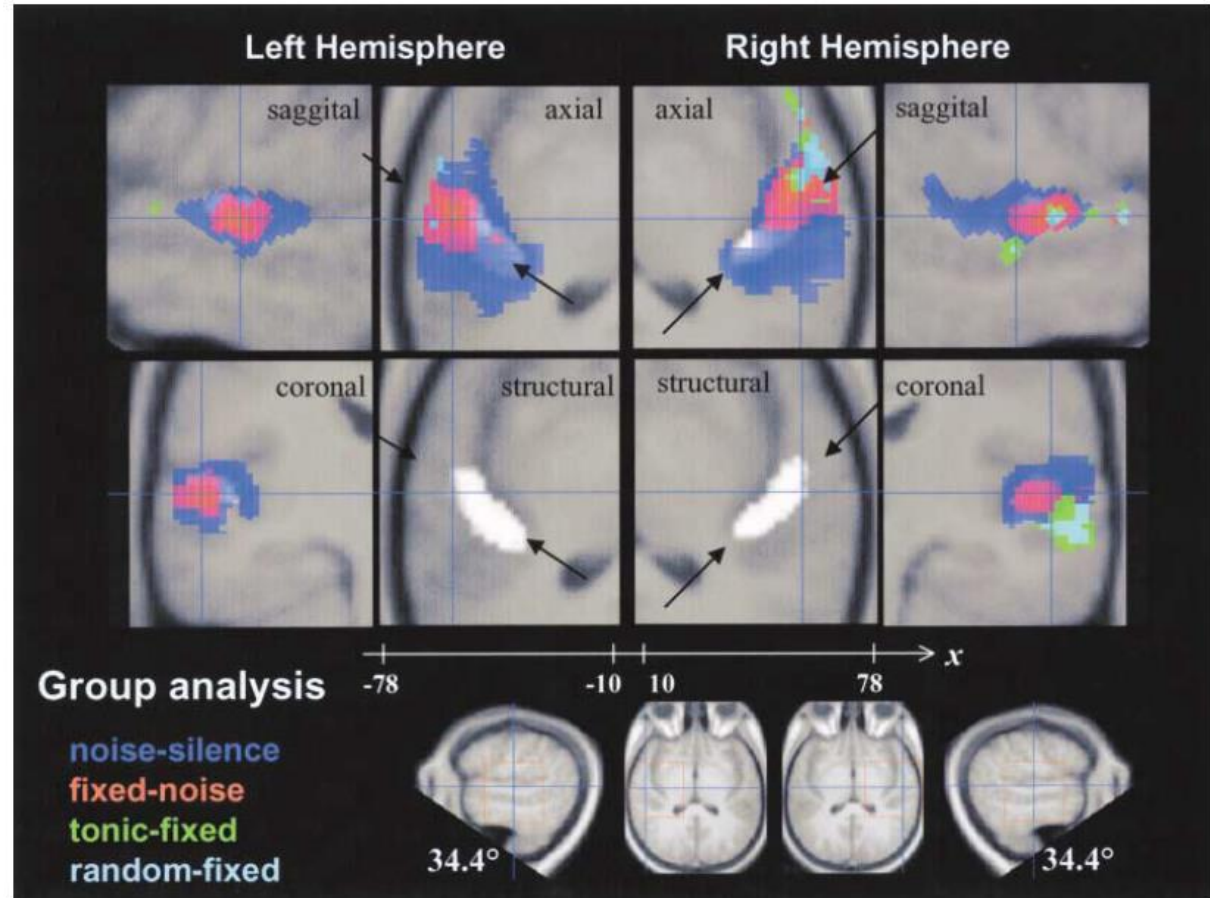 Left Hemisphere
Right Hemisphere
saggital
axial
axial
saggital
coronal
structural
structural
coronal
x
-78
-10
10
78
Group analysis
noise-silence
fixed-noise
tonic-fixed
random-fixed
34.4°
34.4°